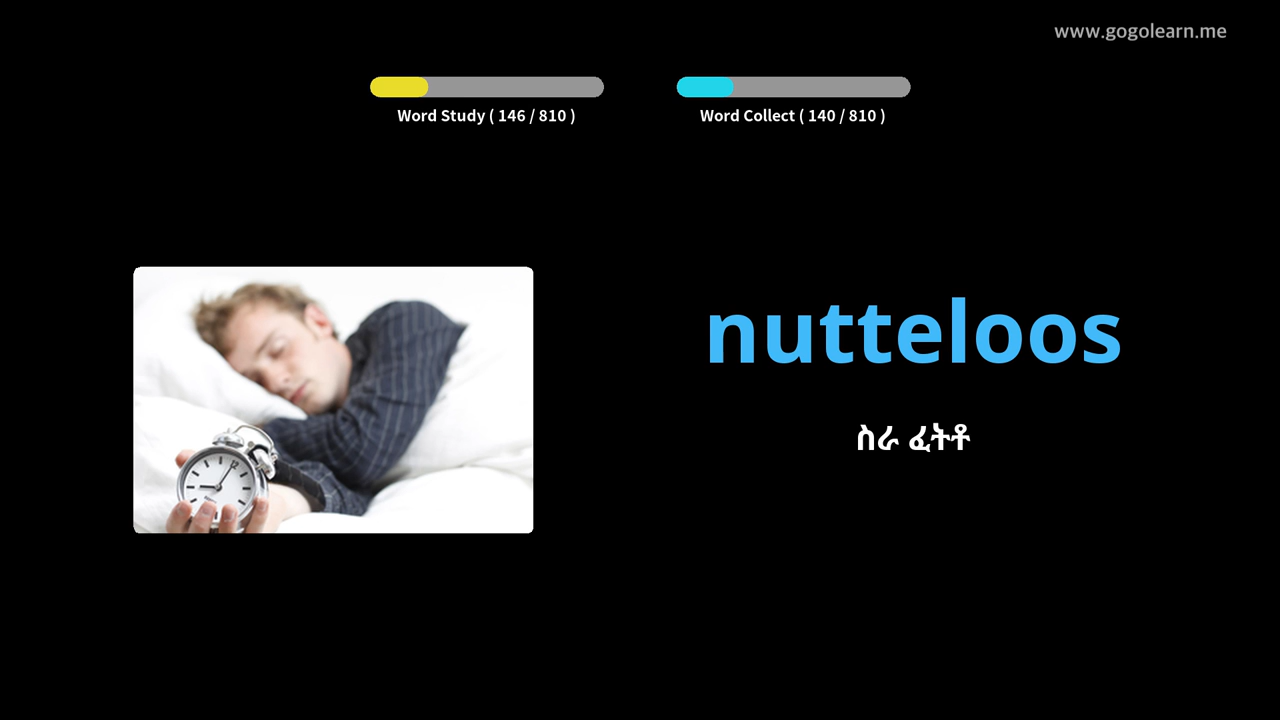 www.gogolearn.me
Word Study ( 146 / 810 )
Word Collect ( 140 / 810 )
nutteloos
ስራ ፈትቶ